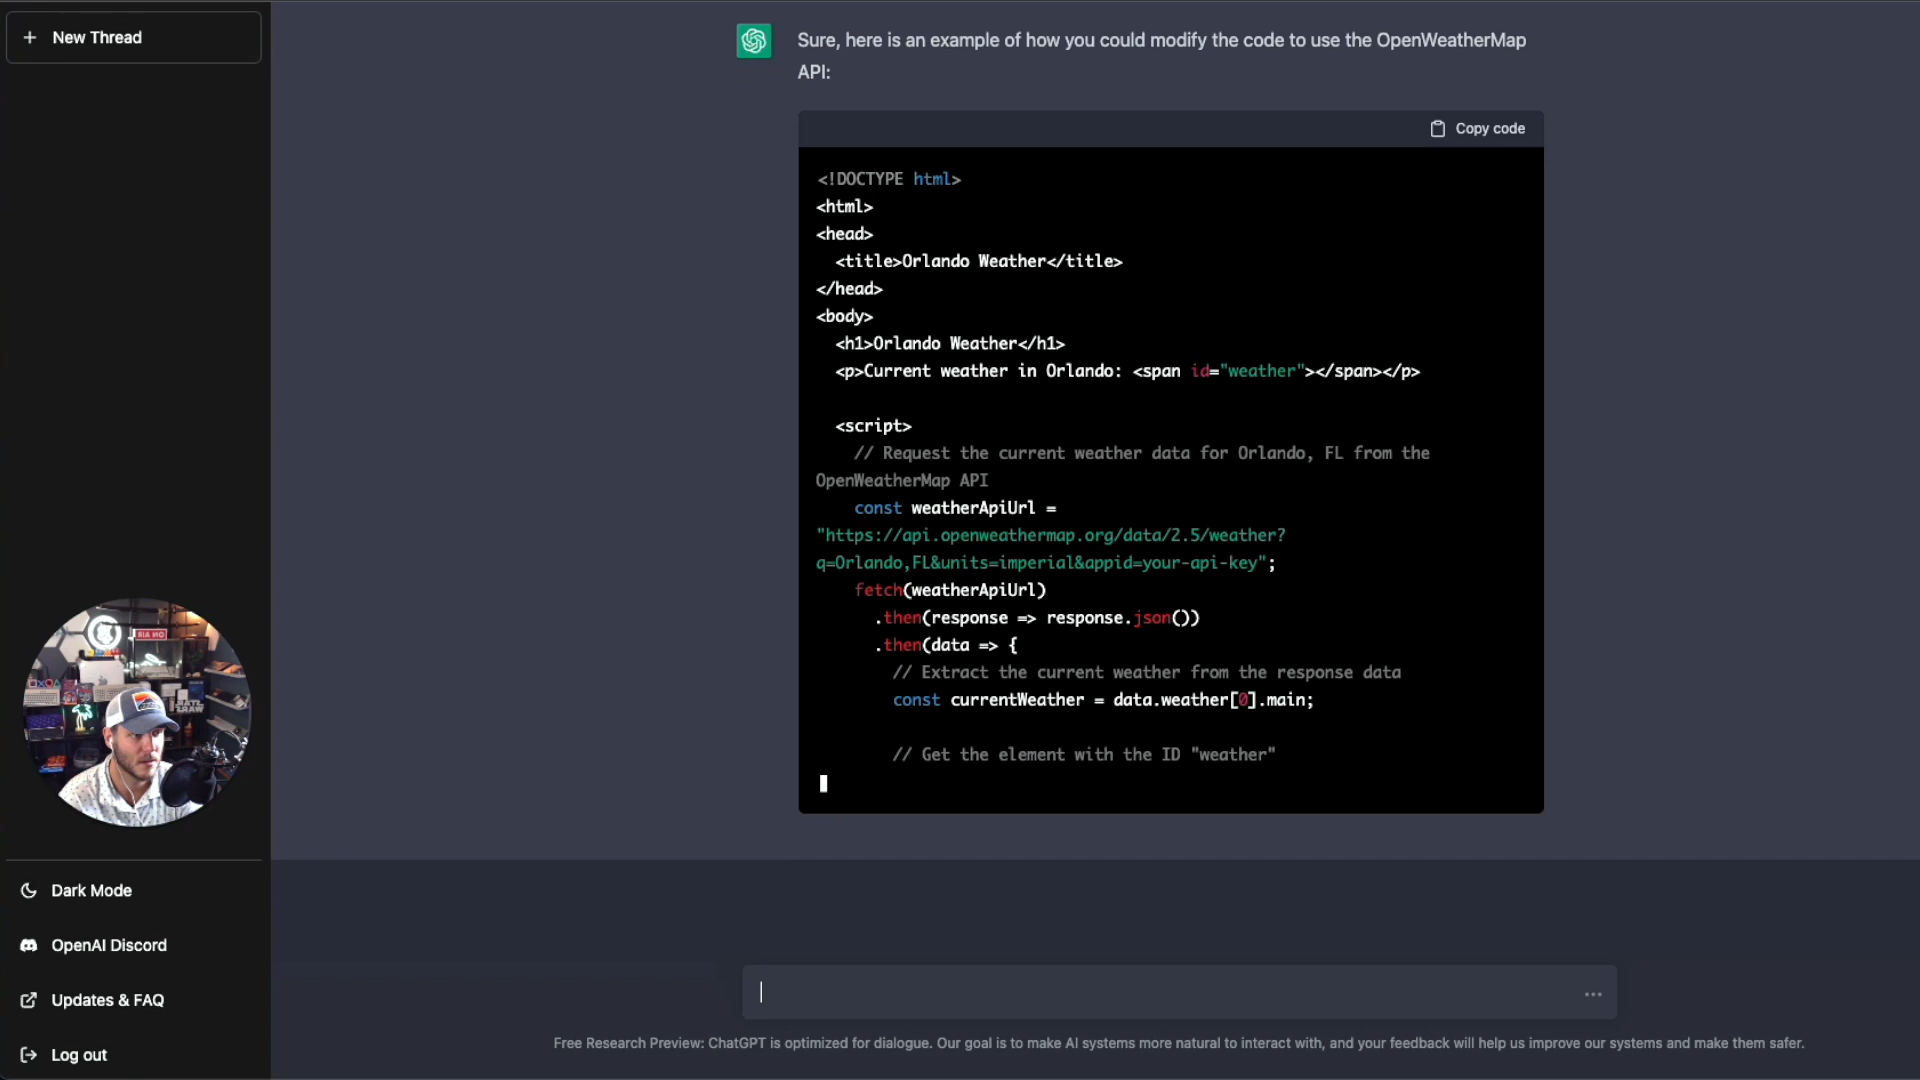 New Thread
Sure, here is an example of how you could modify the code to use the OpenWeatherMap
API:
Copy code
<!DOCTYPE html>
<html>
<head>
  <title>Orlando Weather</title>
</head>
<body>
  <h1>Orlando Weather</h1>
  <p>Current weather in Orlando: <span id="weather"></span></p>
  <script>
    // Request the current weather data for Orlando, FL from the
OpenWeatherMap API
    const weatherApiUrl =
"https://api.openweathermap.org/data/2.5/weather?
q=Orlando,FL&units=imperial&appid=your-api-key";
    fetch(weatherApiUrl)
      .then(response => response.json())
      .then(data => {
        // Extract the current weather from the response data
        const currentWeather = data.weather[0].main;
        // Get the element with the ID "weather"
ON AIR
STAR
WARS
Dark Mode
OpenAI Discord
Updates & FAQ
Log out
Free Research Preview: ChatGPT is optimized for dialogue. Our goal is to make AI systems more natural to interact with, and your feedback will help us improve our systems and make them safer.